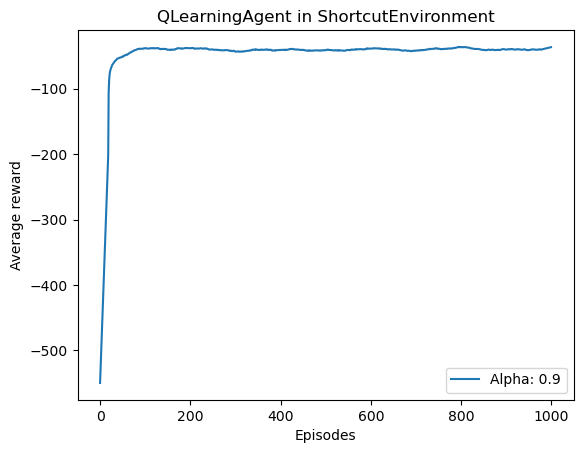 QLearningAgent in ShortcutEnvironment
Average reward
−100
−200
−300
−400
−500
0
200
400
600
800
1000
Episodes
Alpha: 0.9